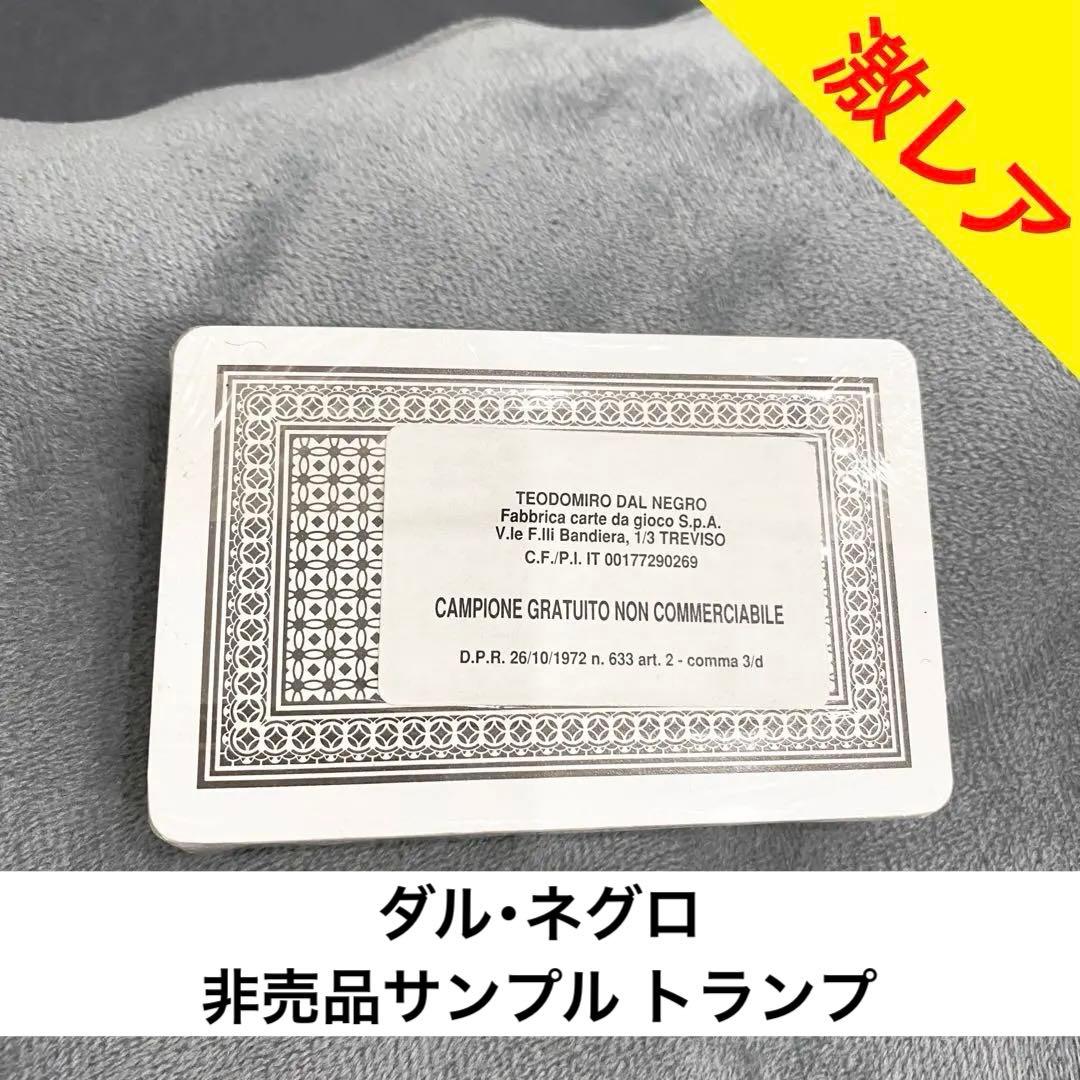 激レア
TEODOMIRO DAL NEGRO
Fabbrica carte da gioco S.p.A.
V.le F.lli Bandiera, 1/3 TREVISO
C.F./P.I. IT 00177290269
CAMPIONE GRATUITO NON COMMERCIABILE
D.P.R. 26/10/1972 n. 633 art. 2 - comma 3/d
ダル・ネグロ
非売品サンプル トランプ